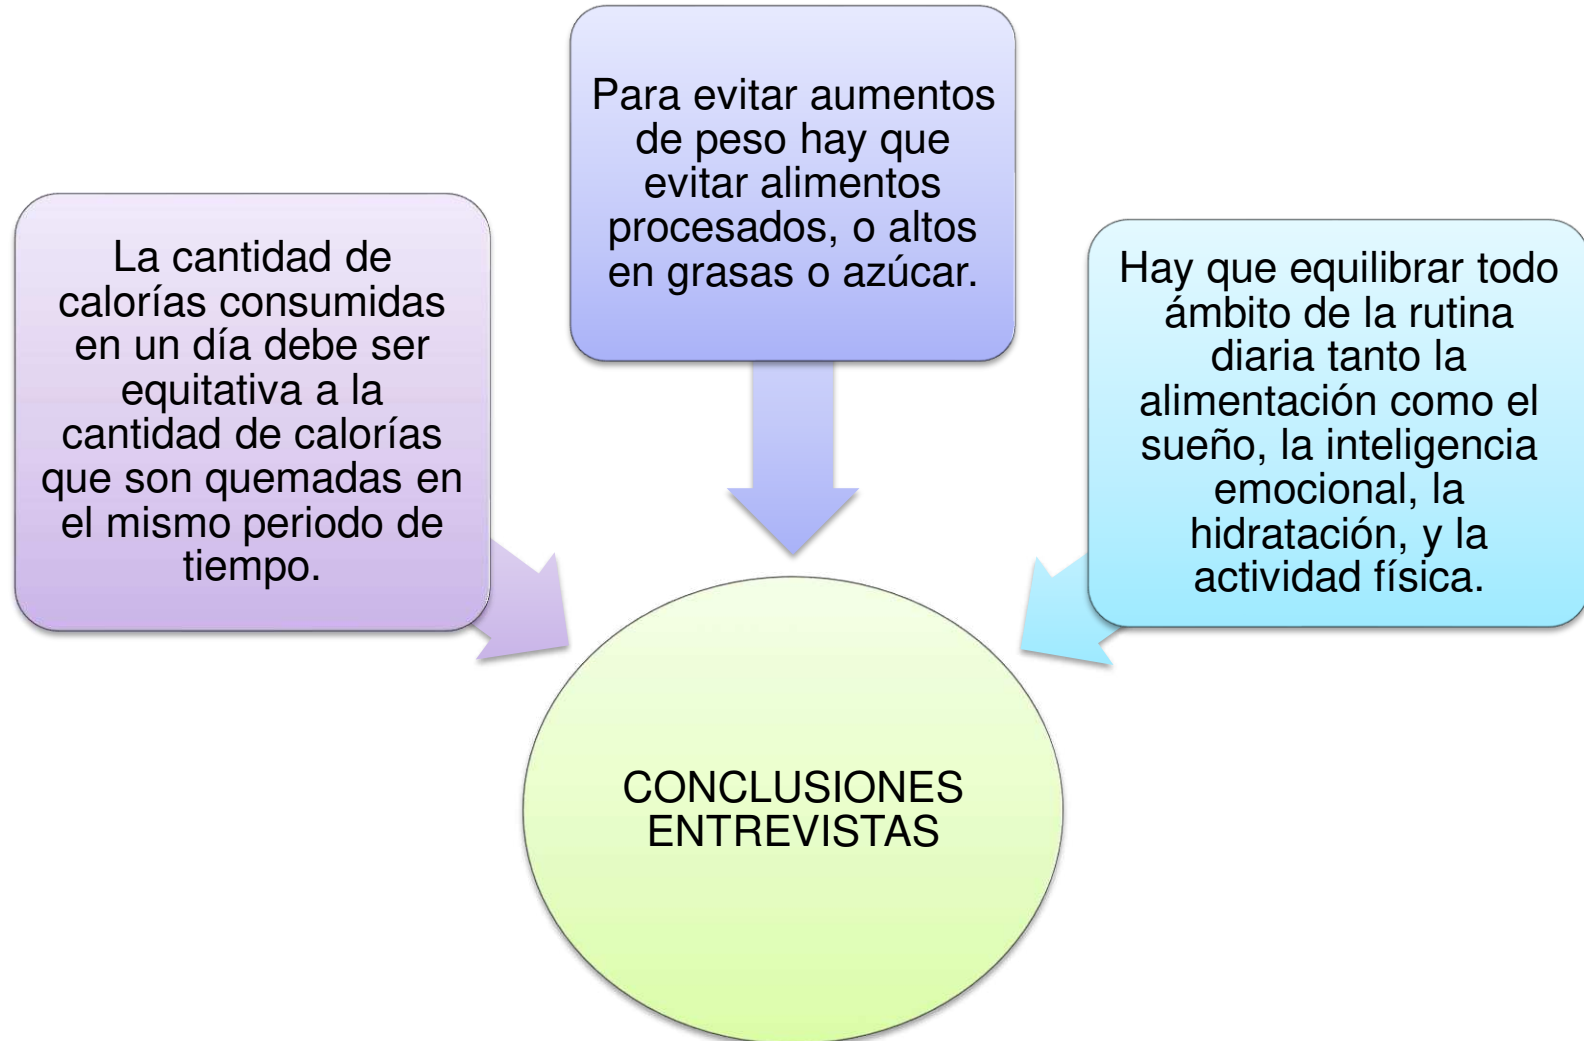 La cantidad de
calorías consumidas
en un día debe ser
equitativa a la
cantidad de calorías
que son quemadas en
el mismo periodo de
tiempo.
Para evitar aumentos
de peso hay que
evitar alimentos
procesados, o altos
en grasas o azúcar.
Hay que equilibrar todo
ámbito de la rutina
diaria tanto la
alimentación como el
sueño, la inteligencia
emocional, la
hidratación, y la
actividad física.
CONCLUSIONES
ENTREVISTAS